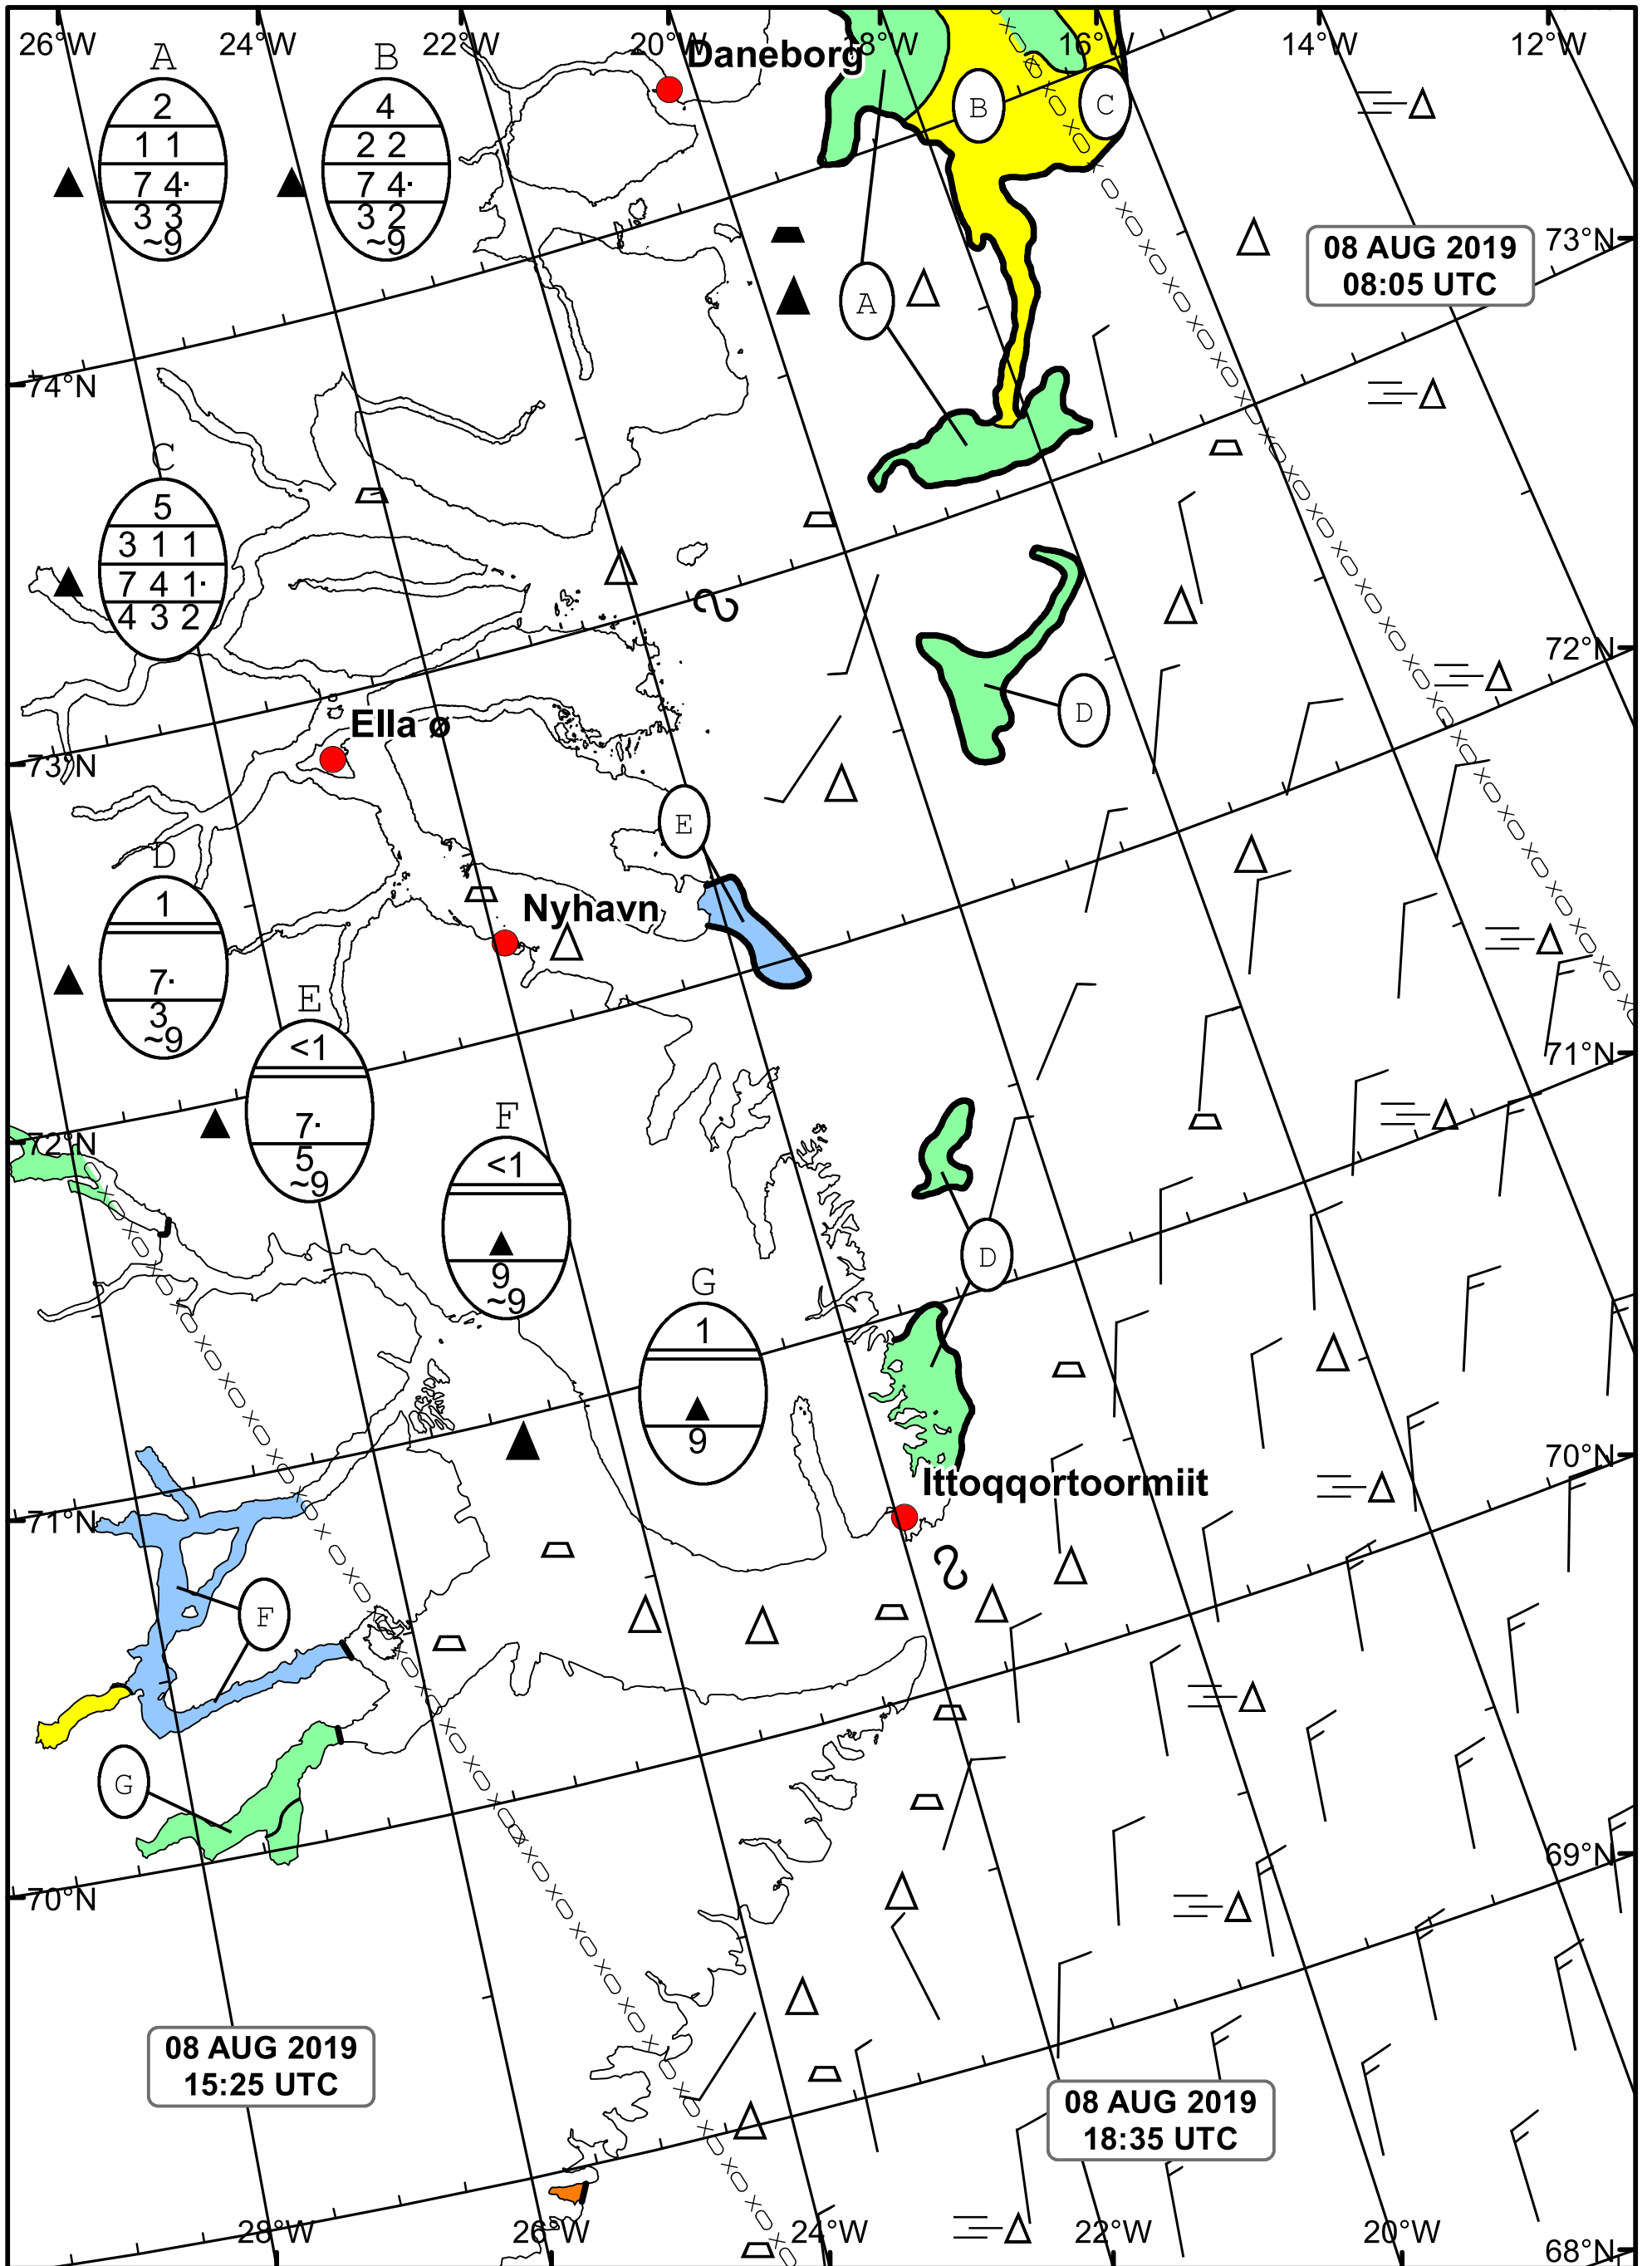 26°W 24°W 22°W 20°W 18°W 16°W 14°W 12°W
Daneborg
A
2
1 1
7 4·
3 3
~9
B
4
2 2
7 4·
3 2
~9
B
C
A
73°N
08 AUG 2019
08:05 UTC
74°N
C
5
3 1 1
7 4 1·
4 3 2
72°N
D
Ella ø
73°N
E
D
1
7·
3
~9
Nyhavn
E
<1
7·
5
~9
71°N
72°N
F
<1
9
~9
D
G
1
9
70°N
Ittoqqortoormiit
71°N
F
G
69°N
70°N
08 AUG 2019
15:25 UTC
08 AUG 2019
18:35 UTC
28°W 26°W 24°W 22°W 20°W
68°N